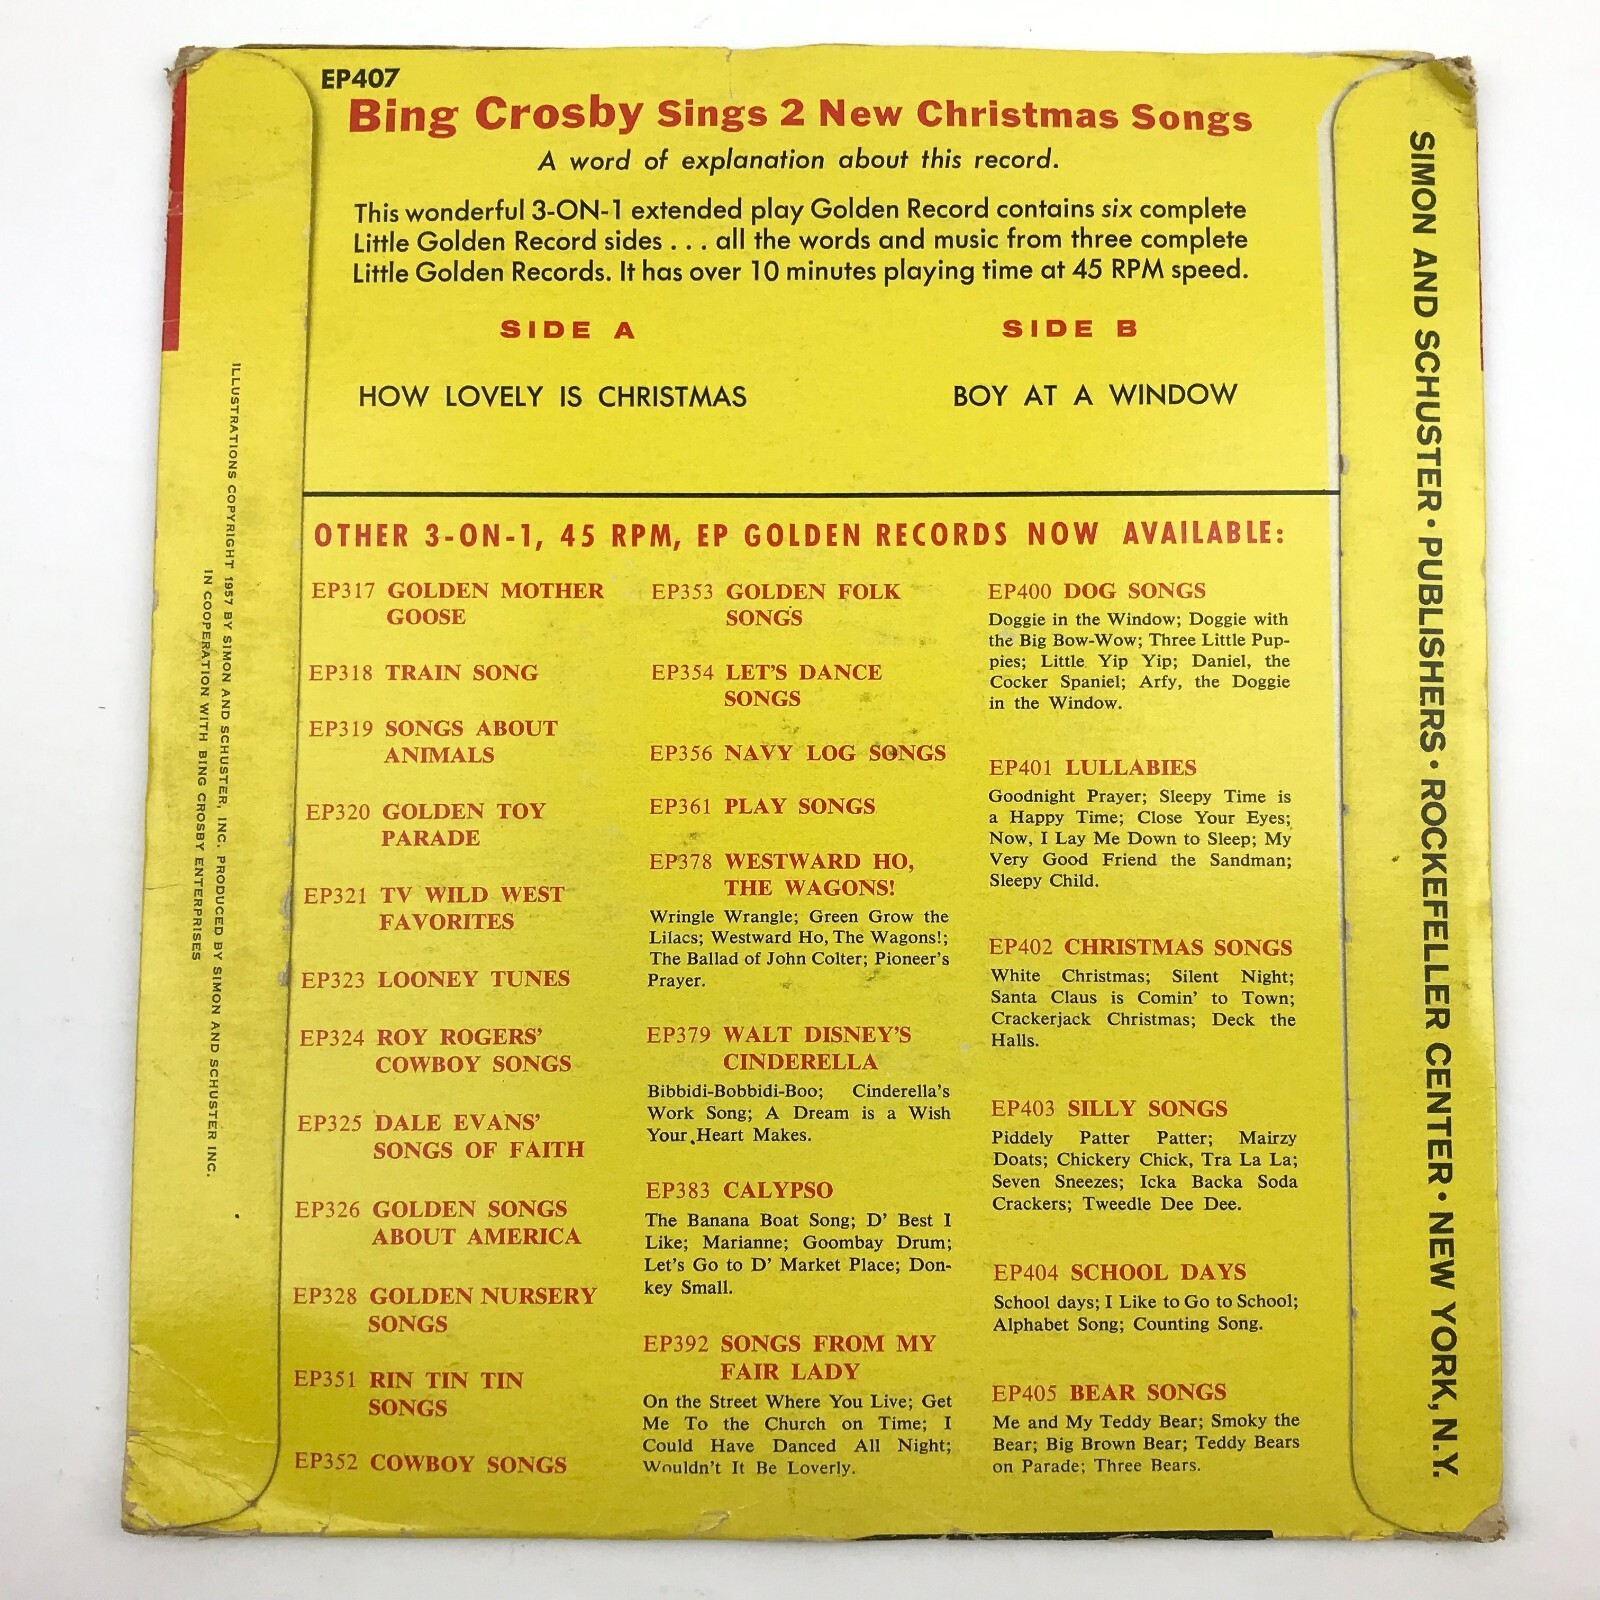 EP407
Bing Crosby Sings 2 New Christmas Songs
A word of explanation about this record.
This wonderful 3-ON-1 extended play Golden Record contains six complete
Little Golden Record sides . . . all the words and music from three complete
Little Golden Records. It has over 10 minutes playing time at 45 RPM speed.
SIDE A
HOW LOVELY IS CHRISTMAS
SIDE B
BOY AT A WINDOW
OTHER 3-ON-1, 45 RPM, EP GOLDEN RECORDS NOW AVAILABLE:
EP317 GOLDEN MOTHER
GOOSE
EP318 TRAIN SONG
EP319 SONGS ABOUT
ANIMALS
EP320 GOLDEN TOY
PARADE
EP321 TV WILD WEST
FAVORITES
EP323 LOONEY TUNES
EP324 ROY ROGERS'
COWBOY SONGS
EP325 DALE EVANS'
SONGS OF FAITH
EP326 GOLDEN SONGS
ABOUT AMERICA
EP328 GOLDEN NURSERY
SONGS
EP351 RIN TIN TIN
SONGS
EP352 COWBOY SONGS
EP353 GOLDEN FOLK
SONGS
EP354 LET'S DANCE
SONGS
EP356 NAVY LOG SONGS
EP361 PLAY SONGS
EP378 WESTWARD HO,
THE WAGONS!
Wringle Wrangle; Green Grow the
Lilacs; Westward Ho, The Wagons!;
The Ballad of John Colter; Pioneer's
Prayer.
EP379 WALT DISNEY'S
CINDERELLA
Bibbidi-Bobbidi-Boo; Cinderella's
Work Song; A Dream is a Wish
Your Heart Makes.
EP383 CALYPSO
The Banana Boat Song; D' Best I
Like; Marianne; Goombay Drum;
Let's Go to D' Market Place; Don-
key Small.
EP392 SONGS FROM MY
FAIR LADY
On the Street Where You Live; Get
Me To the Church on Time; I
Could Have Danced All Night;
Wouldn't It Be Loverly.
EP400 DOG SONGS
Doggie in the Window; Doggie with
the Big Bow-Wow; Three Little Pup-
pies; Little Yip Yip; Daniel, the
Cocker Spaniel; Arfy, the Doggie
in the Window.
EP401 LULLABIES
Goodnight Prayer; Sleepy Time is
a Happy Time; Close Your Eyes;
Now, I Lay Me Down to Sleep; My
Very Good Friend the Sandman;
Sleepy Child.
EP402 CHRISTMAS SONGS
White Christmas; Silent Night;
Santa Claus is Comin' to Town;
Crackerjack Christmas; Deck the
Halls.
EP403 SILLY SONGS
Piddely Patter Patter; Mairzy
Doats; Chickery Chick, Tra La La;
Seven Sneezes; Icka Backa Soda
Crackers; Tweedle Dee Dee.
EP404 SCHOOL DAYS
School days; I Like to Go to School;
Alphabet Song; Counting Song.
EP405 BEAR SONGS
Me and My Teddy Bear; Smoky the
Bear; Big Brown Bear; Teddy Bears
on Parade; Three Bears.
ILLUSTRATIONS COPYRIGHT 1957 BY SIMON AND SCHUSTER, INC. PRODUCED BY SIMON AND SCHUSTER INC.
IN COOPERATION WITH BING CROSBY ENTERPRISES
SIMON AND SCHUSTER • PUBLISHERS • ROCKEFELLER CENTER • NEW YORK, N.Y.